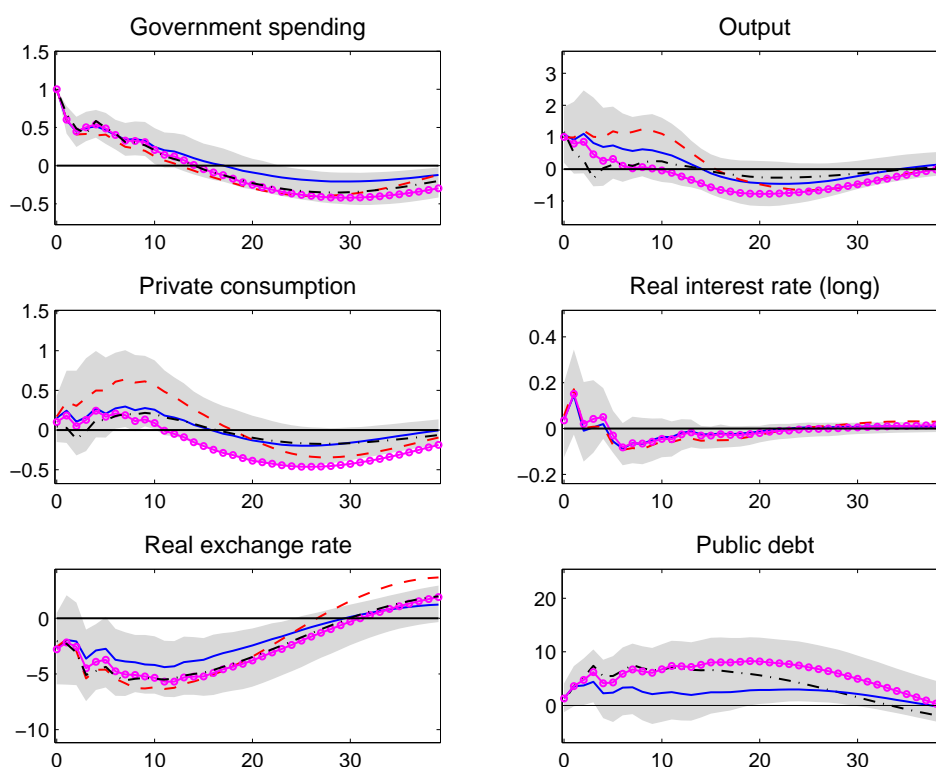 Government spending
1.5
1
0.5
0
−0.5
0 10 20 30
Output
3
2
1
0
−1
0 10 20 30
Private consumption
1.5
1
0.5
0
−0.5
0 10 20 30
Real interest rate (long)
0.4
0.2
0
−0.2
0 10 20 30
Real exchange rate
0
−5
−10
0 10 20 30
Public debt
20
10
0
0 10 20 30